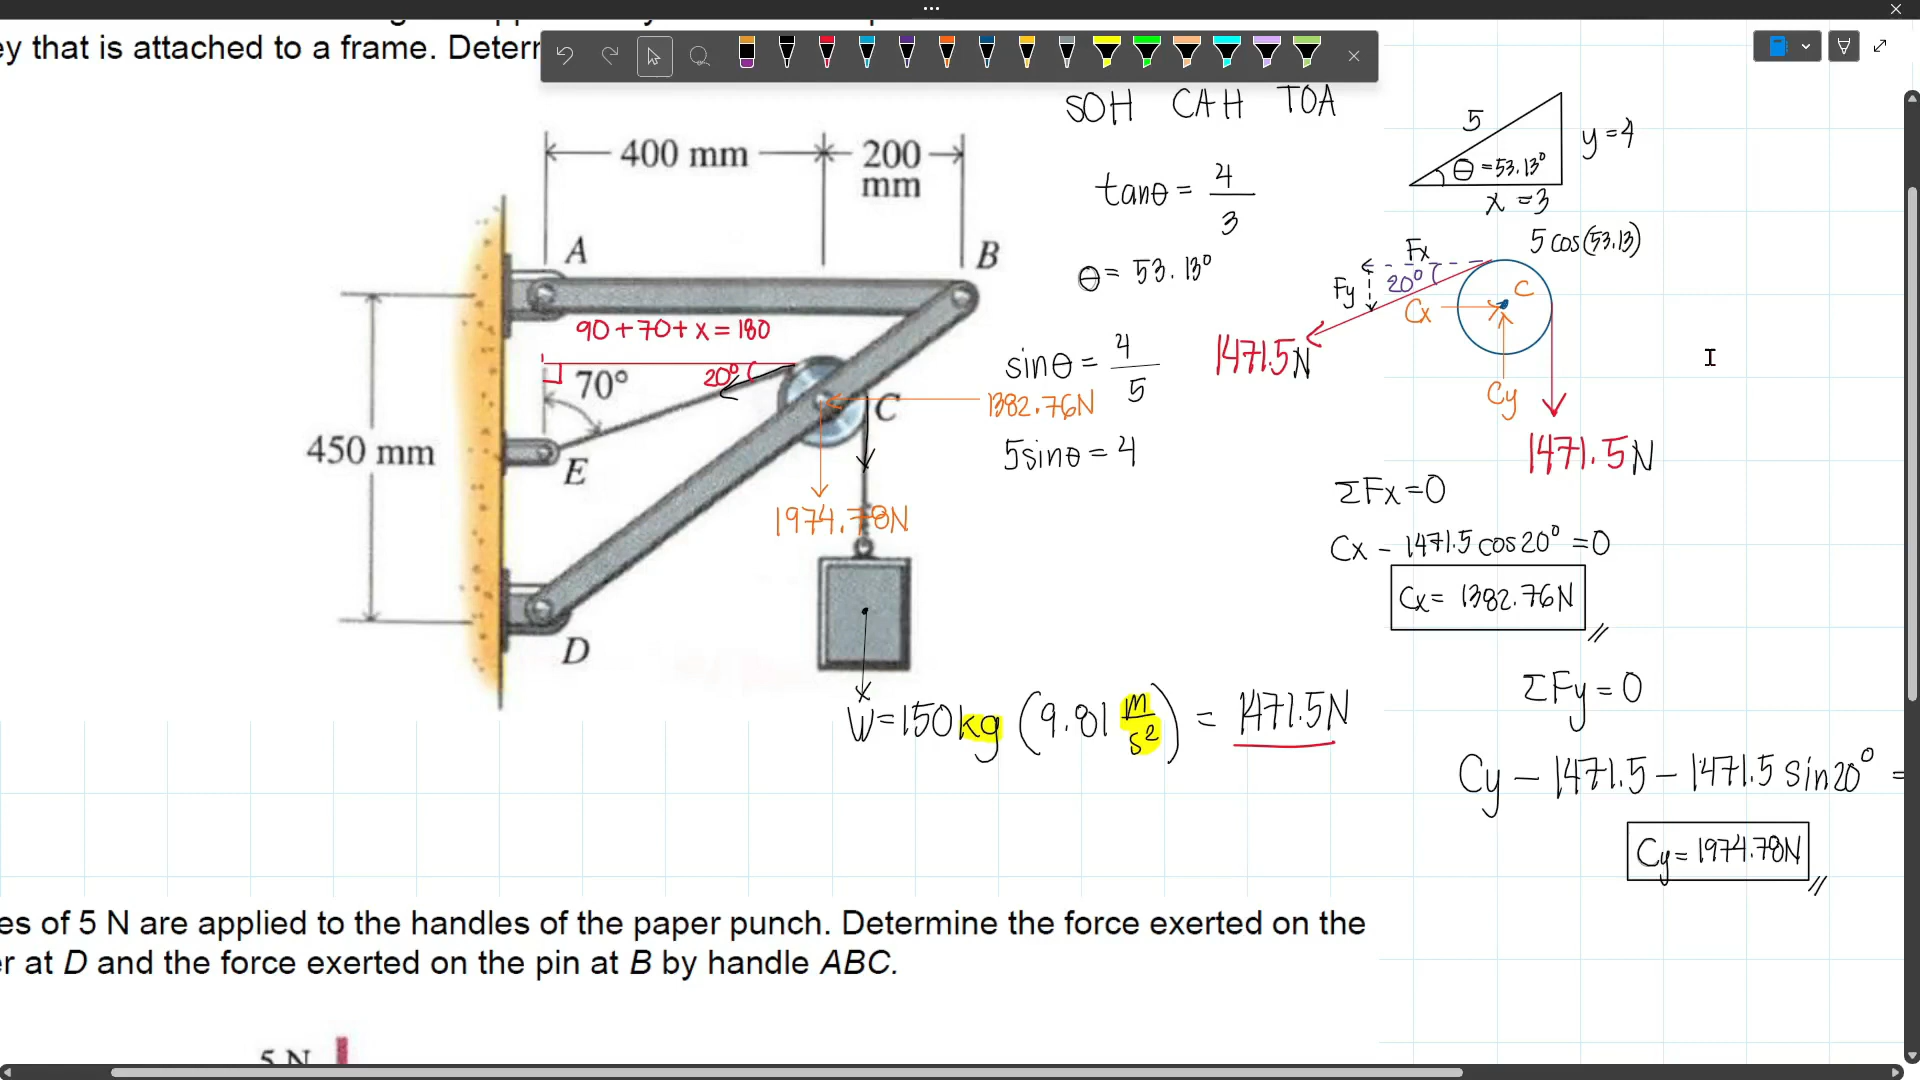 ey that is attached to a frame. Deterr
SOH CAH TOA
5
y = 4
θ = 53.13°
x = 3
400 mm
200
mm
tanθ = 4/3
5 cos(53.13)
A
B
θ = 53.13°
Fx
20°
Fy
Cx
C
90 + 70 + x = 180
sinθ = 4/5
1471.5N
70°
20°
C
1382.76N
Cy
450 mm
E
5sinθ = 4
1471.5N
ΣFx=0
1974.78N
Cx - 1471.5 cos20° = 0
Cx = 1382.76N
D
ΣFy = 0
W = 150kg (9.81 m/s²) = 1471.5N
Cy - 1471.5 - 1471.5 sin20° =
Cy = 1974.78N
es of 5 N are applied to the handles of the paper punch. Determine the force exerted on the
er at D and the force exerted on the pin at B by handle ABC.
5 N